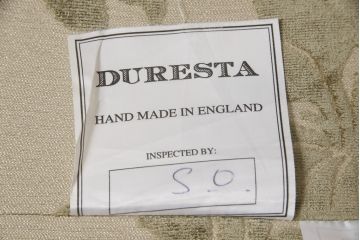 DURESTA
HAND MADE IN ENGLAND
INSPECTED BY:
S.O.